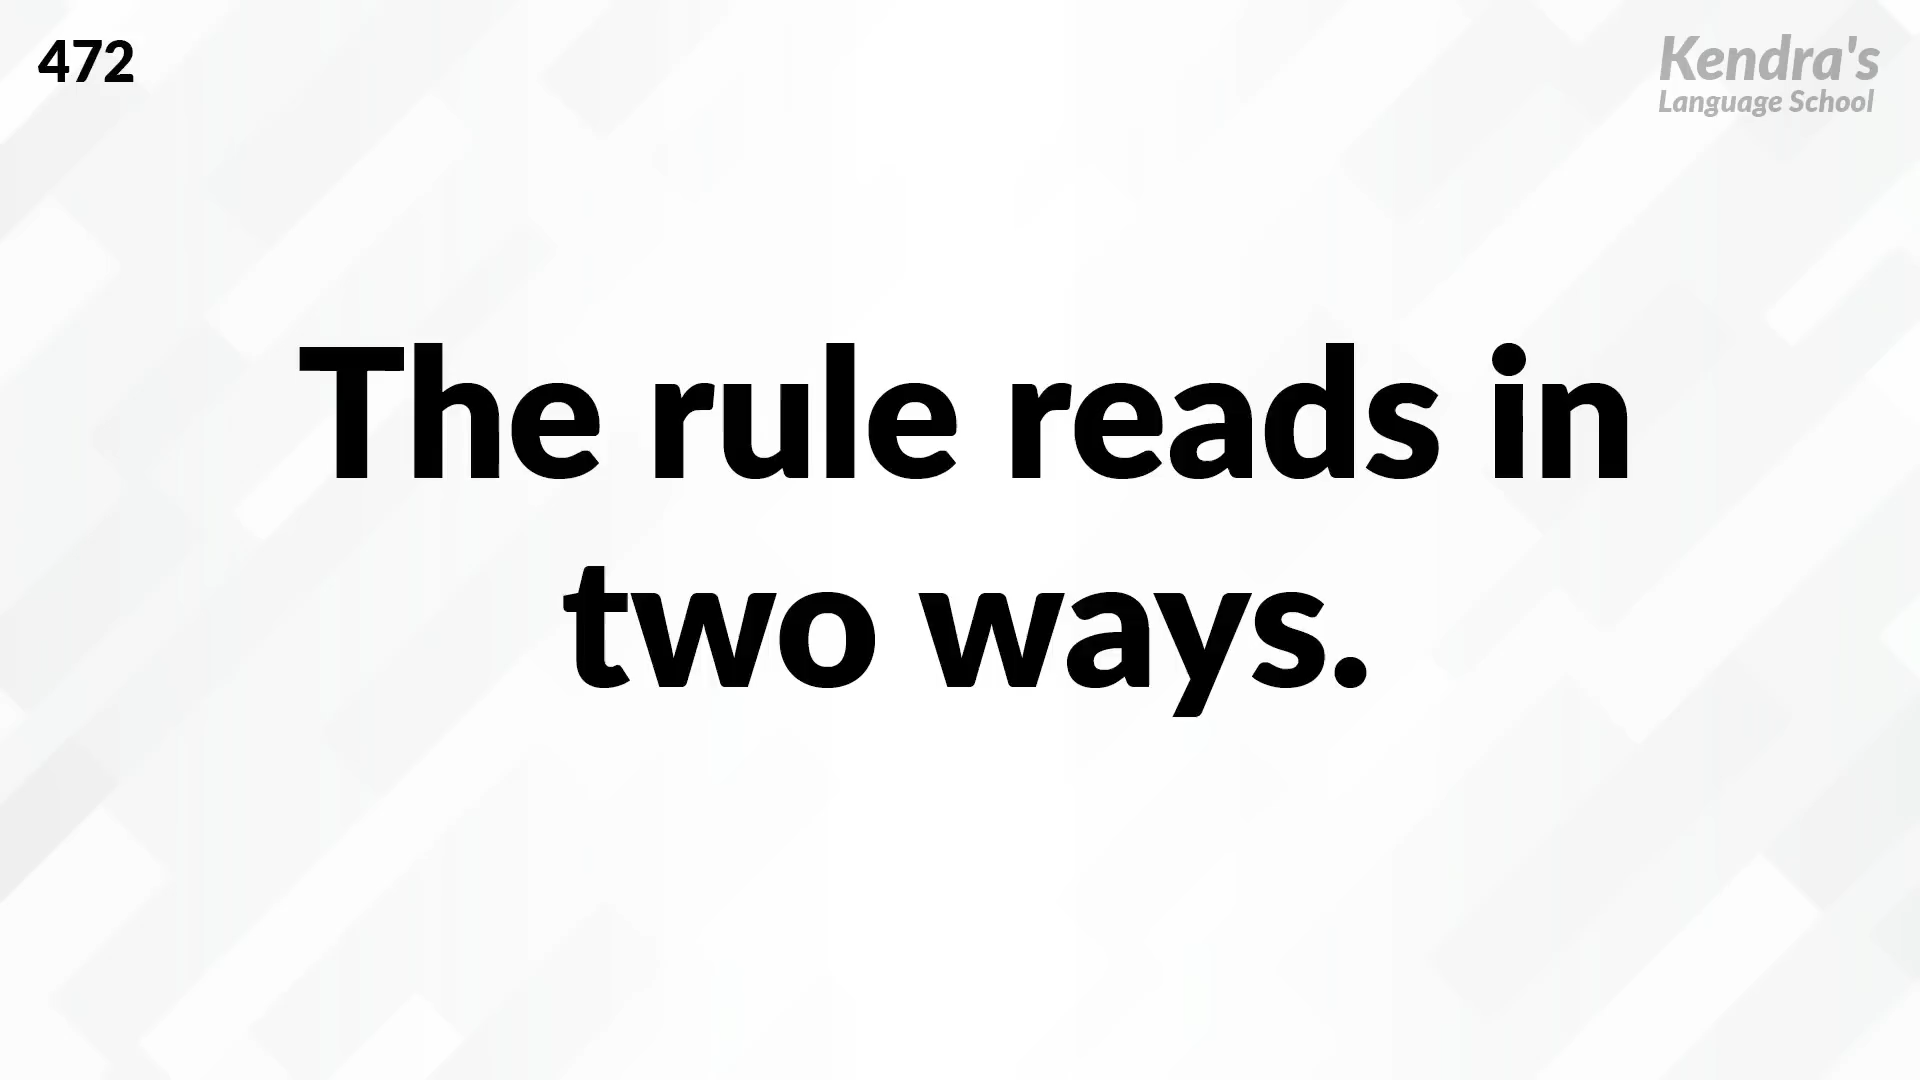 472
Kendra's
Language School
The rule reads in
two ways.